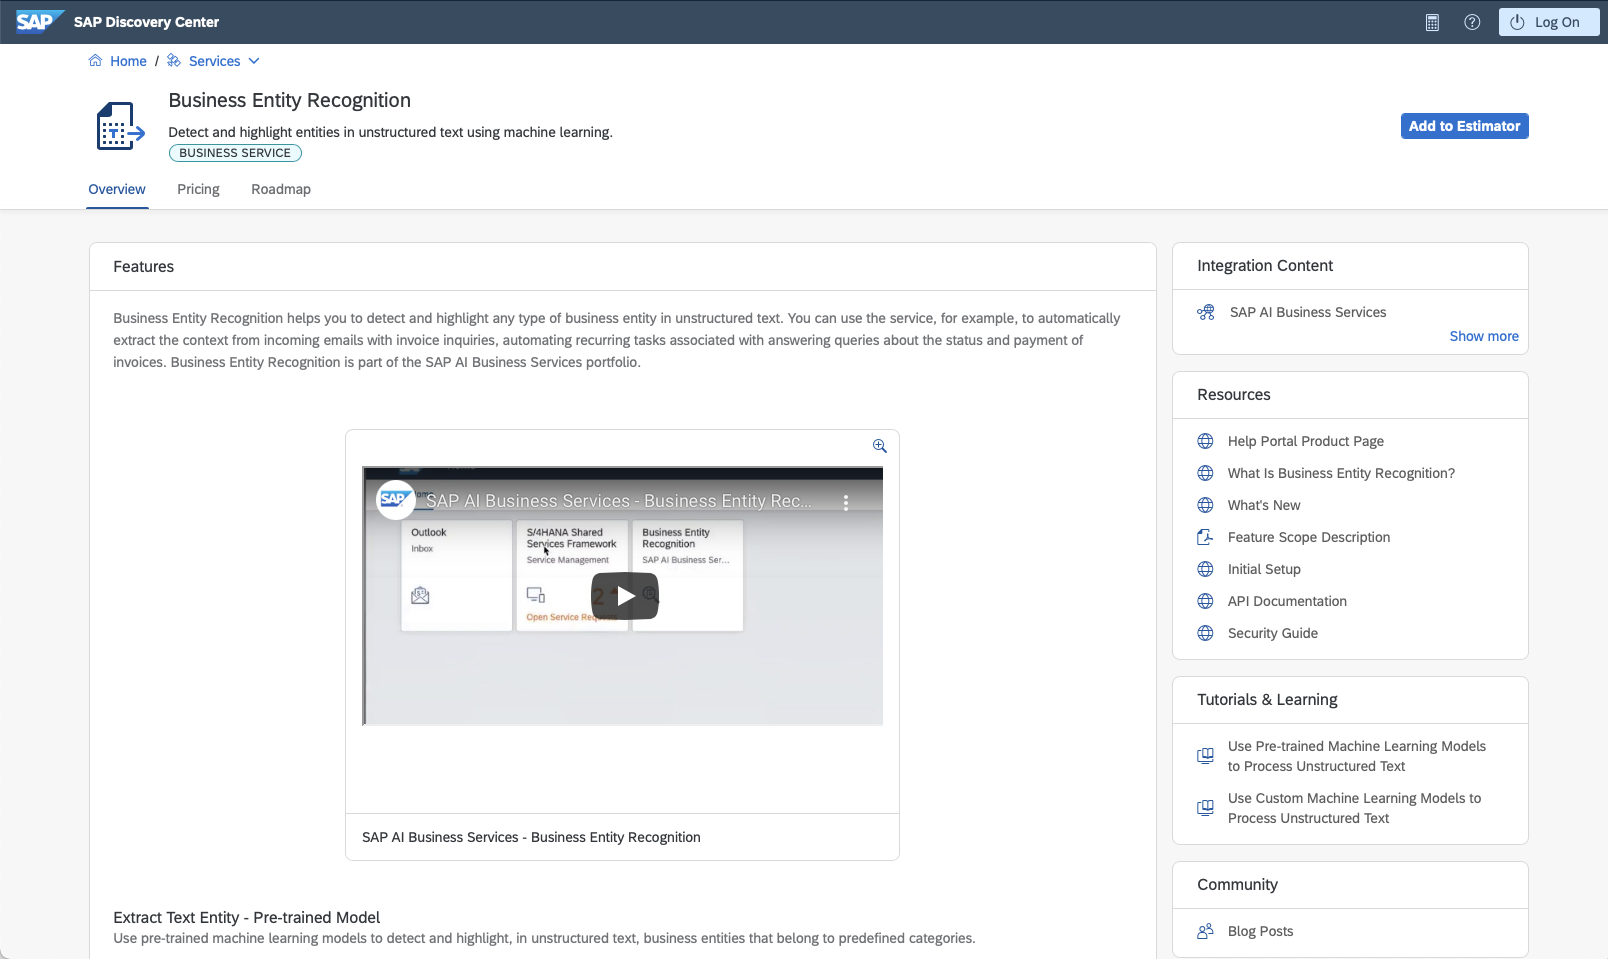 SAP SAP Discovery Center
Log On
Home / Services
Business Entity Recognition
Detect and highlight entities in unstructured text using machine learning.
BUSINESS SERVICE
Add to Estimator
Overview Pricing Roadmap
Features
Business Entity Recognition helps you to detect and highlight any type of business entity in unstructured text. You can use the service, for example, to automatically
extract the context from incoming emails with invoice inquiries, automating recurring tasks associated with answering queries about the status and payment of
invoices. Business Entity Recognition is part of the SAP AI Business Services portfolio.
SAP
SAP AI Business Services - Business Entity Rec...
Outlook
Inbox
S/4HANA Shared
Services Framework
Service Management
2
Open Service
Business Entity
Recognition
SAP AI Business Ser...
SAP AI Business Services - Business Entity Recognition
Extract Text Entity - Pre-trained Model
Use pre-trained machine learning models to detect and highlight, in unstructured text, business entities that belong to predefined categories.
Integration Content
SAP AI Business Services
Show more
Resources
Help Portal Product Page
What Is Business Entity Recognition?
What's New
Feature Scope Description
Initial Setup
API Documentation
Security Guide
Tutorials & Learning
Use Pre-trained Machine Learning Models
to Process Unstructured Text
Use Custom Machine Learning Models to
Process Unstructured Text
Community
Blog Posts